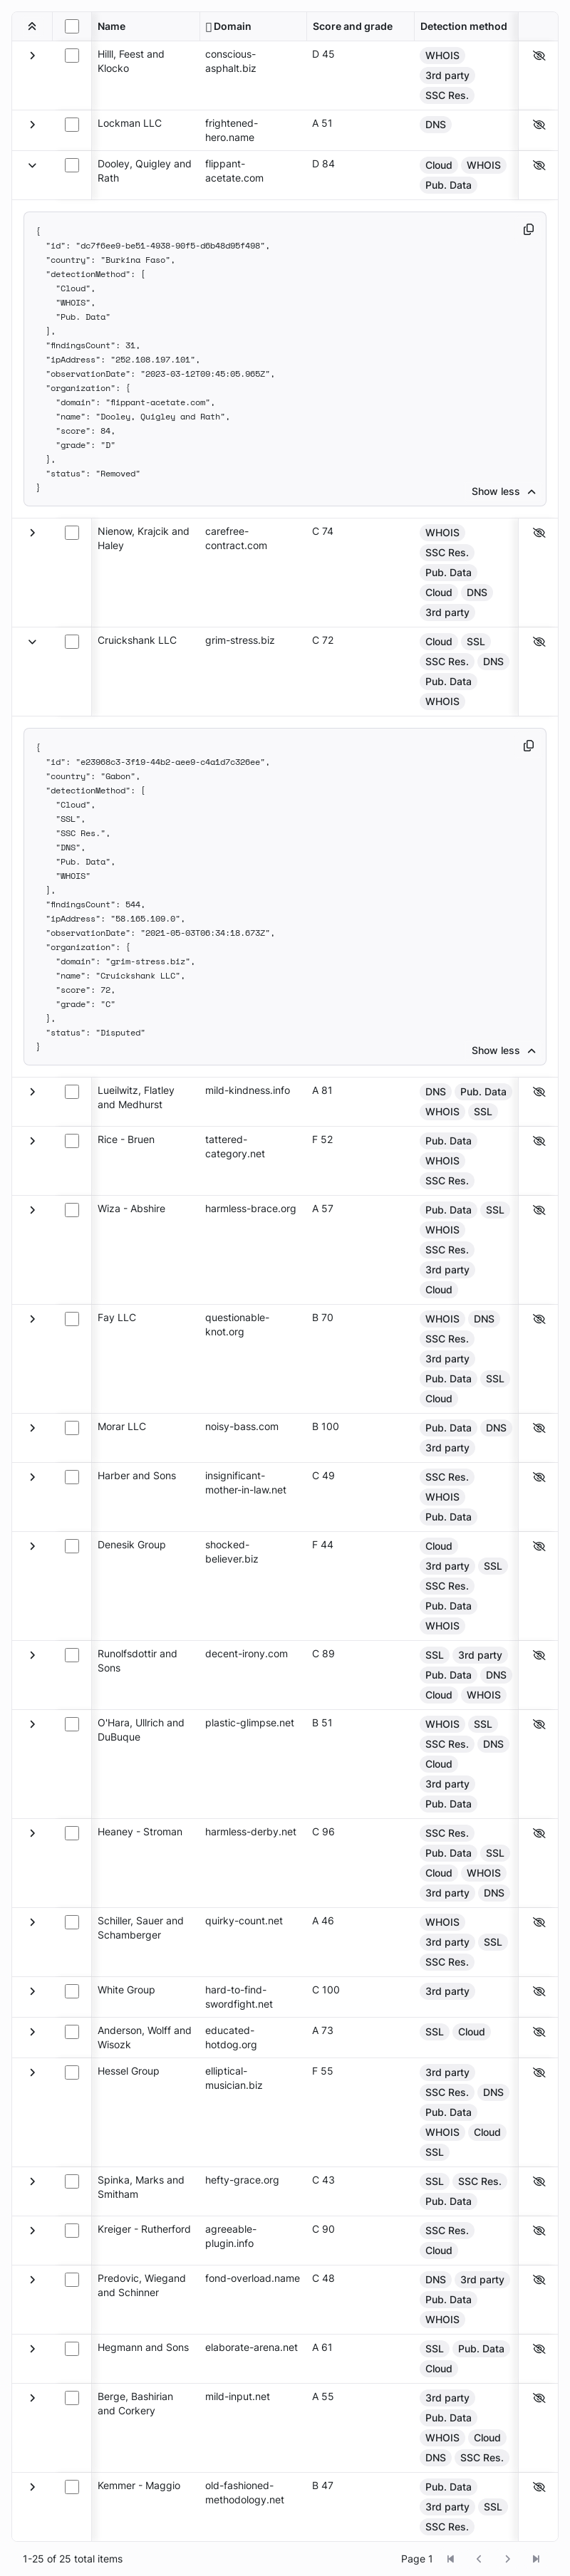 Name Domain Score and grade Detection method
Hilll, Feest and Klocko conscious-asphalt.biz D 45 WHOIS 3rd party SSC Res.
Lockman LLC frightened-hero.name A 51 DNS
Dooley, Quigley and Rath flippant-acetate.com D 84 Cloud WHOIS Pub. Data
{
"id": "dc7f6ee9-be51-4938-90f5-d6b48d95f498",
"country": "Burkina Faso",
"detectionMethod": [
"Cloud",
"WHOIS",
"Pub. Data"
],
"findingsCount": 31,
"ipAddress": "252.108.197.101",
"observationDate": "2023-03-12T09:45:05.965Z",
"organization": {
"domain": "flippant-acetate.com",
"name": "Dooley, Quigley and Rath",
"score": 84,
"grade": "D"
},
"status": "Removed"
}
Show less
Nienow, Krajcik and Haley carefree-contract.com C 74 WHOIS SSC Res. Pub. Data Cloud DNS 3rd party
Cruickshank LLC grim-stress.biz C 72 Cloud SSL SSC Res. DNS Pub. Data WHOIS
{
"id": "e23968c3-3f19-44b2-aee9-c4a1d7c326ee",
"country": "Gabon",
"detectionMethod": [
"Cloud",
"SSL",
"SSC Res.",
"DNS",
"Pub. Data",
"WHOIS"
],
"findingsCount": 544,
"ipAddress": "58.165.109.0",
"observationDate": "2021-05-03T06:34:18.673Z",
"organization": {
"domain": "grim-stress.biz",
"name": "Cruickshank LLC",
"score": 72,
"grade": "C"
},
"status": "Disputed"
}
Show less
Lueilwitz, Flatley and Medhurst mild-kindness.info A 81 DNS Pub. Data WHOIS SSL
Rice - Bruen tattered-category.net F 52 Pub. Data WHOIS SSC Res.
Wiza - Abshire harmless-brace.org A 57 Pub. Data SSL WHOIS SSC Res. 3rd party Cloud
Fay LLC questionable-knot.org B 70 WHOIS DNS SSC Res. 3rd party Pub. Data SSL Cloud
Morar LLC noisy-bass.com B 100 Pub. Data DNS 3rd party
Harber and Sons insignificant-mother-in-law.net C 49 SSC Res. WHOIS Pub. Data
Denesik Group shocked-believer.biz F 44 Cloud 3rd party SSL SSC Res. Pub. Data WHOIS
Runolfsdottir and Sons decent-irony.com C 89 SSL 3rd party Pub. Data DNS Cloud WHOIS
O'Hara, Ullrich and DuBuque plastic-glimpse.net B 51 WHOIS SSL SSC Res. DNS Cloud 3rd party Pub. Data
Heaney - Stroman harmless-derby.net C 96 SSC Res. Pub. Data SSL Cloud WHOIS 3rd party DNS
Schiller, Sauer and Schamberger quirky-count.net A 46 WHOIS 3rd party SSL SSC Res.
White Group hard-to-find-swordfight.net C 100 3rd party
Anderson, Wolff and Wisozk educated-hotdog.org A 73 SSL Cloud
Hessel Group elliptical-musician.biz F 55 3rd party SSC Res. DNS Pub. Data WHOIS Cloud SSL
Spinka, Marks and Smitham hefty-grace.org C 43 SSL SSC Res. Pub. Data
Kreiger - Rutherford agreeable-plugin.info C 90 SSC Res. Cloud
Predovic, Wiegand and Schinner fond-overload.name C 48 DNS 3rd party Pub. Data WHOIS
Hegmann and Sons elaborate-arena.net A 61 SSL Pub. Data Cloud
Berge, Bashirian and Corkery mild-input.net A 55 3rd party Pub. Data WHOIS Cloud DNS SSC Res.
Kemmer - Maggio old-fashioned-methodology.net B 47 Pub. Data 3rd party SSL SSC Res.
1-25 of 25 total items Page 1